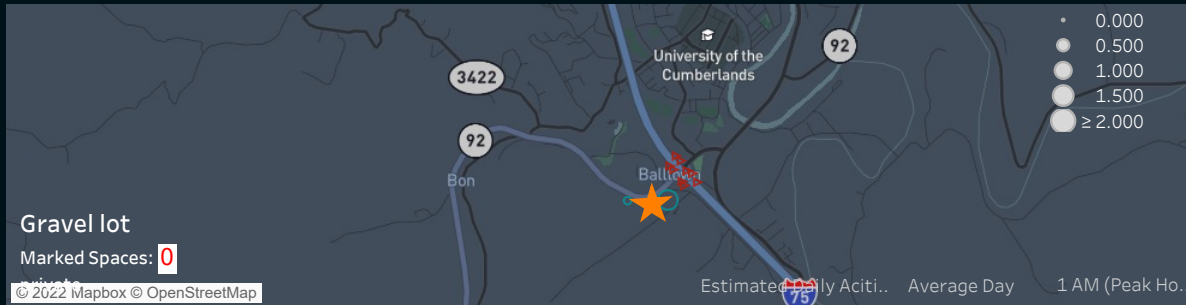 0.000
0.500
1.000
1.500
≥ 2.000
92
University of the
Cumberlands
3422
92
Balltown
Bon
Gravel lot
Marked Spaces: 0
private
© 2022 Mapbox © OpenStreetMap
Estimated Daily Aciti..
Average Day
1 AM (Peak Ho..
75